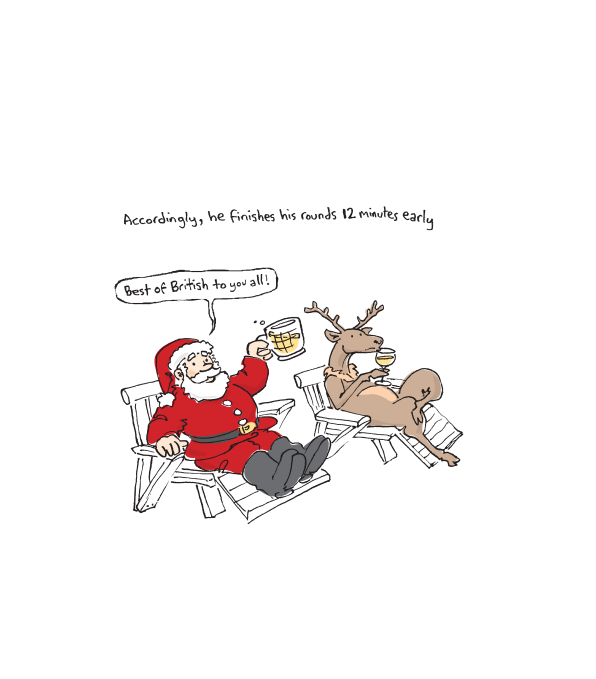 Accordingly, he finishes his rounds 12 minutes early
Best of British to you all!